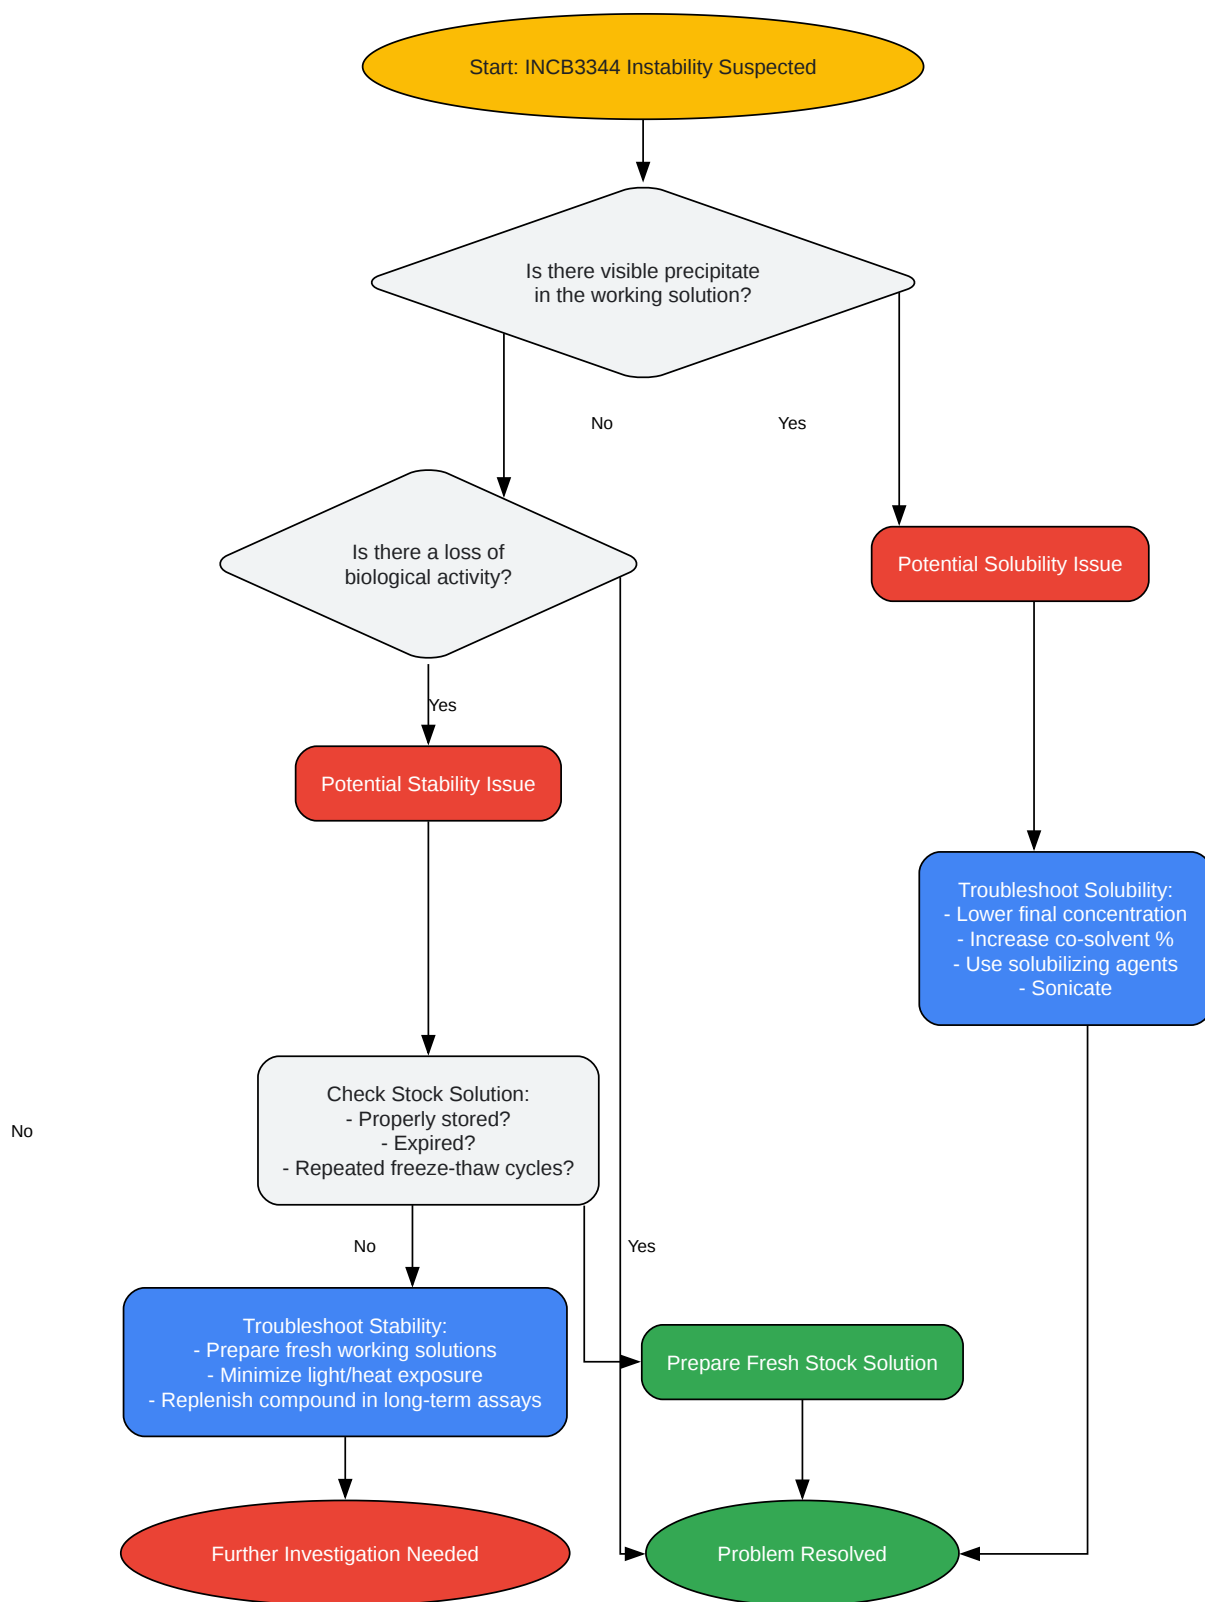 Start: INCB3344 Instability Suspected
Is there visible precipitate
in the working solution?
No
Yes
Is there a loss of
biological activity?
Potential Solubility Issue
Yes
Potential Stability Issue
Troubleshoot Solubility:
- Lower final concentration
- Increase co-solvent %
- Use solubilizing agents
- Sonicate
Check Stock Solution:
- Properly stored?
- Expired?
- Repeated freeze-thaw cycles?
No
No
Yes
Troubleshoot Stability:
- Prepare fresh working solutions
- Minimize light/heat exposure
- Replenish compound in long-term assays
Prepare Fresh Stock Solution
Further Investigation Needed
Problem Resolved